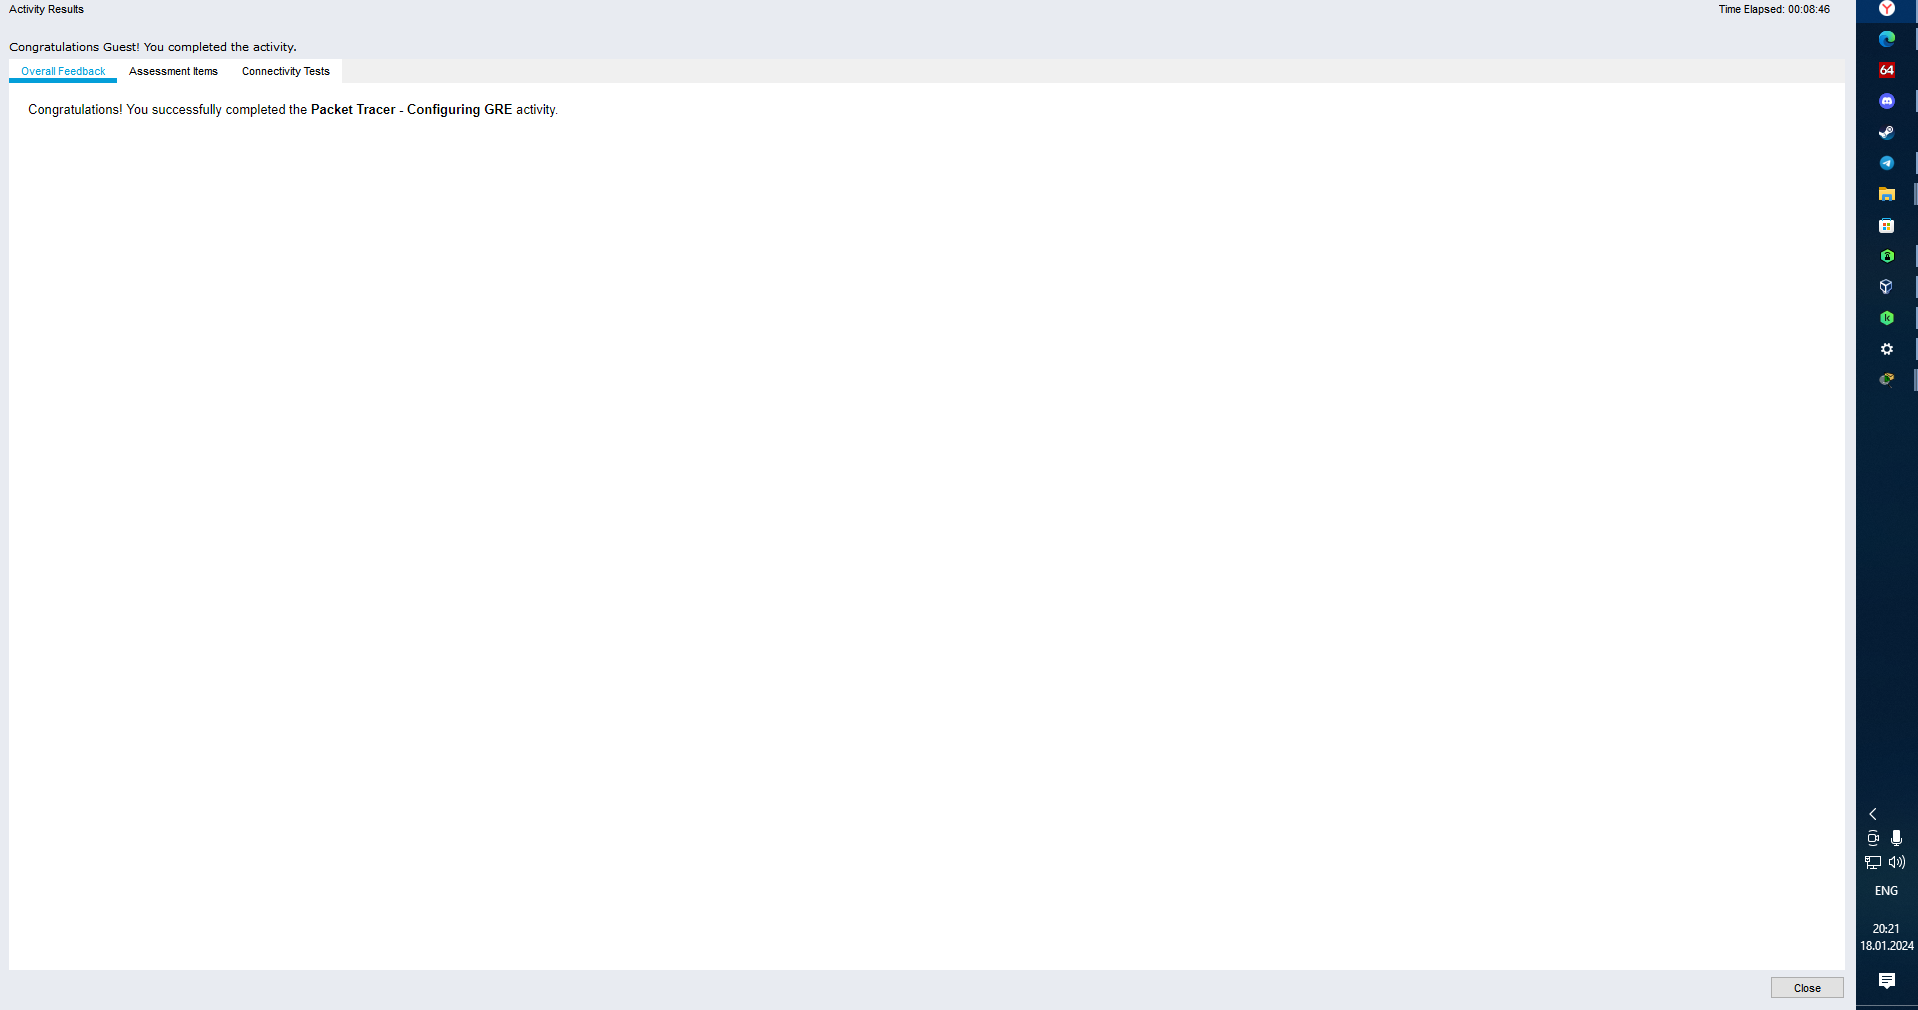 Activity Results
Time Elapsed: 00:08:46
Congratulations Guest! You completed the activity.
Overall Feedback
Assessment Items
Connectivity Tests
Congratulations! You successfully completed the Packet Tracer - Configuring GRE activity.
Close
64
ENG
20:21
18.01.2024